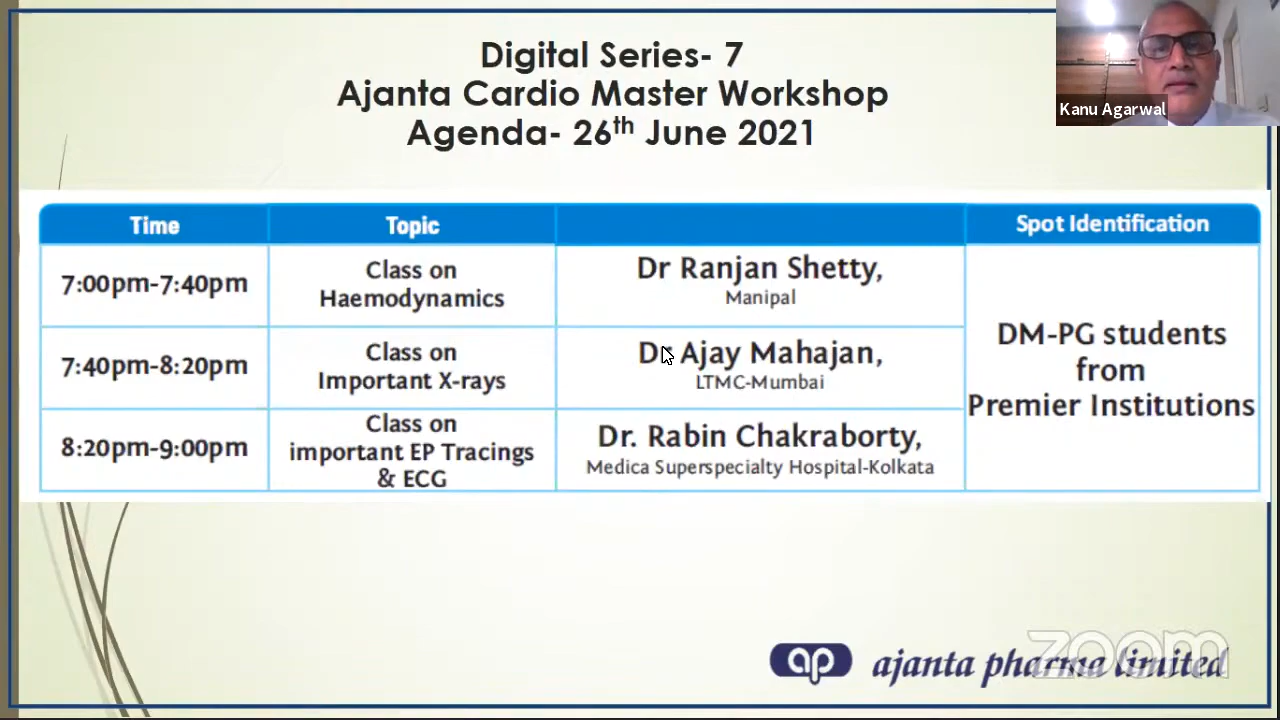 Digital Series- 7
Ajanta Cardio Master Workshop
Agenda- 26th June 2021
Kanu Agarwal
Time
Topic
Spot Identification
7:00pm-7:40pm
Class on
Haemodynamics
Dr Ranjan Shetty,
Manipal
7:40pm-8:20pm
Class on
Important X-rays
Dr Ajay Mahajan,
LTMC-Mumbai
8:20pm-9:00pm
Class on
important EP Tracings
& ECG
Dr. Rabin Chakraborty,
Medica Superspecialty Hospital-Kolkata
DM-PG students
from
Premier Institutions
ap ajanta pharma limited
zoom